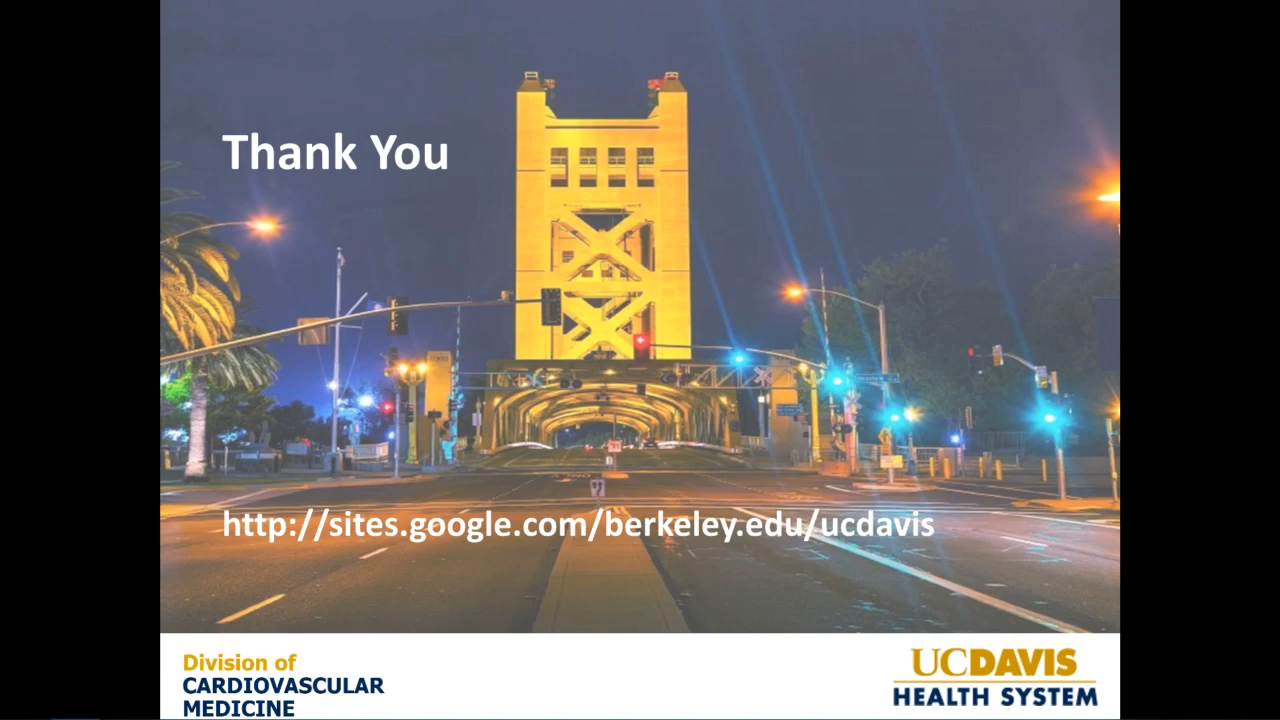 Thank You
http://sites.google.com/berkeley.edu/ucdavis
Division of
CARDIOVASCULAR
MEDICINE
UCDAVIS
HEALTH SYSTEM